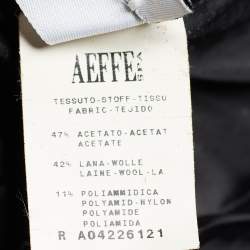 AEFFE SPA
TESSUTO-STOFF-TISSU
FABRIC-TEJIDO
47% ACETATO-ACETAT
ACETATE
42% LANA-WOLLE
LAINE-WOOL-LA
11% POLIAMMIDICA
POLYAMID-NYLON
POLYAMIDE
POLIAMIDA
R A04226121